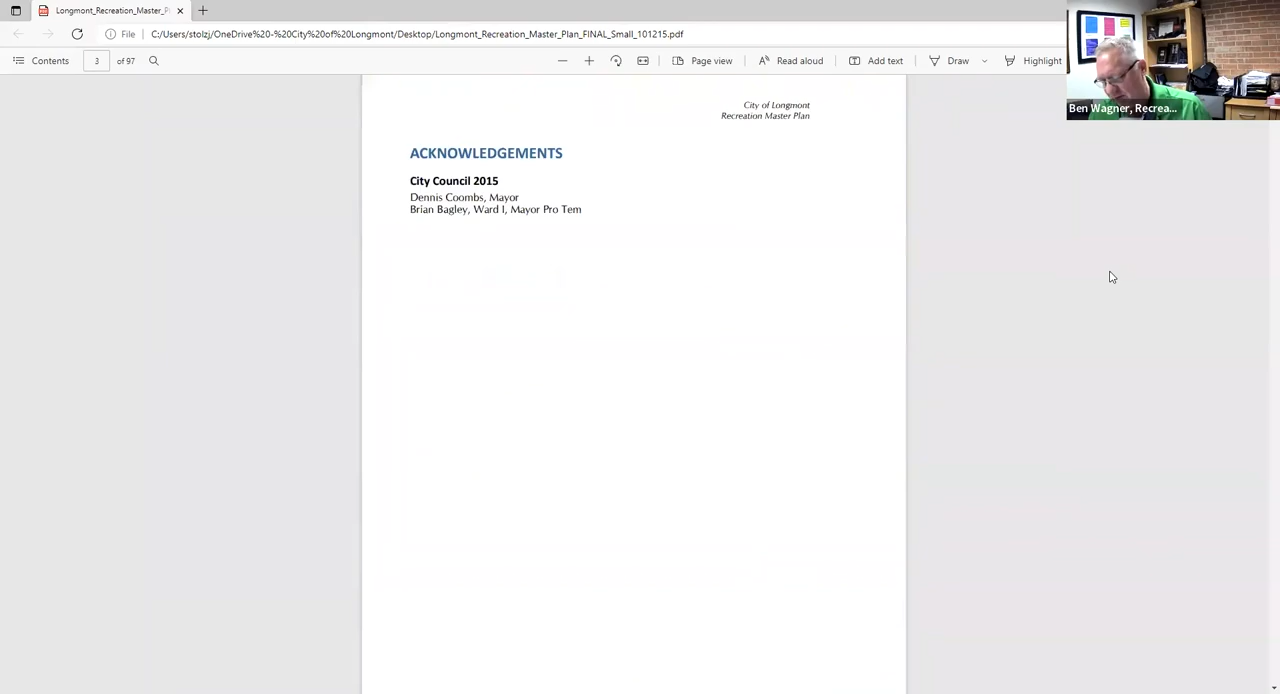 Longmont_Recreation_Master_P
File
C:/Users/stolzj/OneDrive%20-%20City%20of%20Longmont/Desktop/Longmont_Recreation_Master_Plan_FINAL_Small_101215.pdf
Contents
3 of 97
Page view
Read aloud
Add text
Draw
Highlight
Ben Wagner, Recrea...
City of Longmont
Recreation Master Plan
ACKNOWLEDGEMENTS
City Council 2015
Dennis Coombs, Mayor
Brian Bagley, Ward I, Mayor Pro Tem